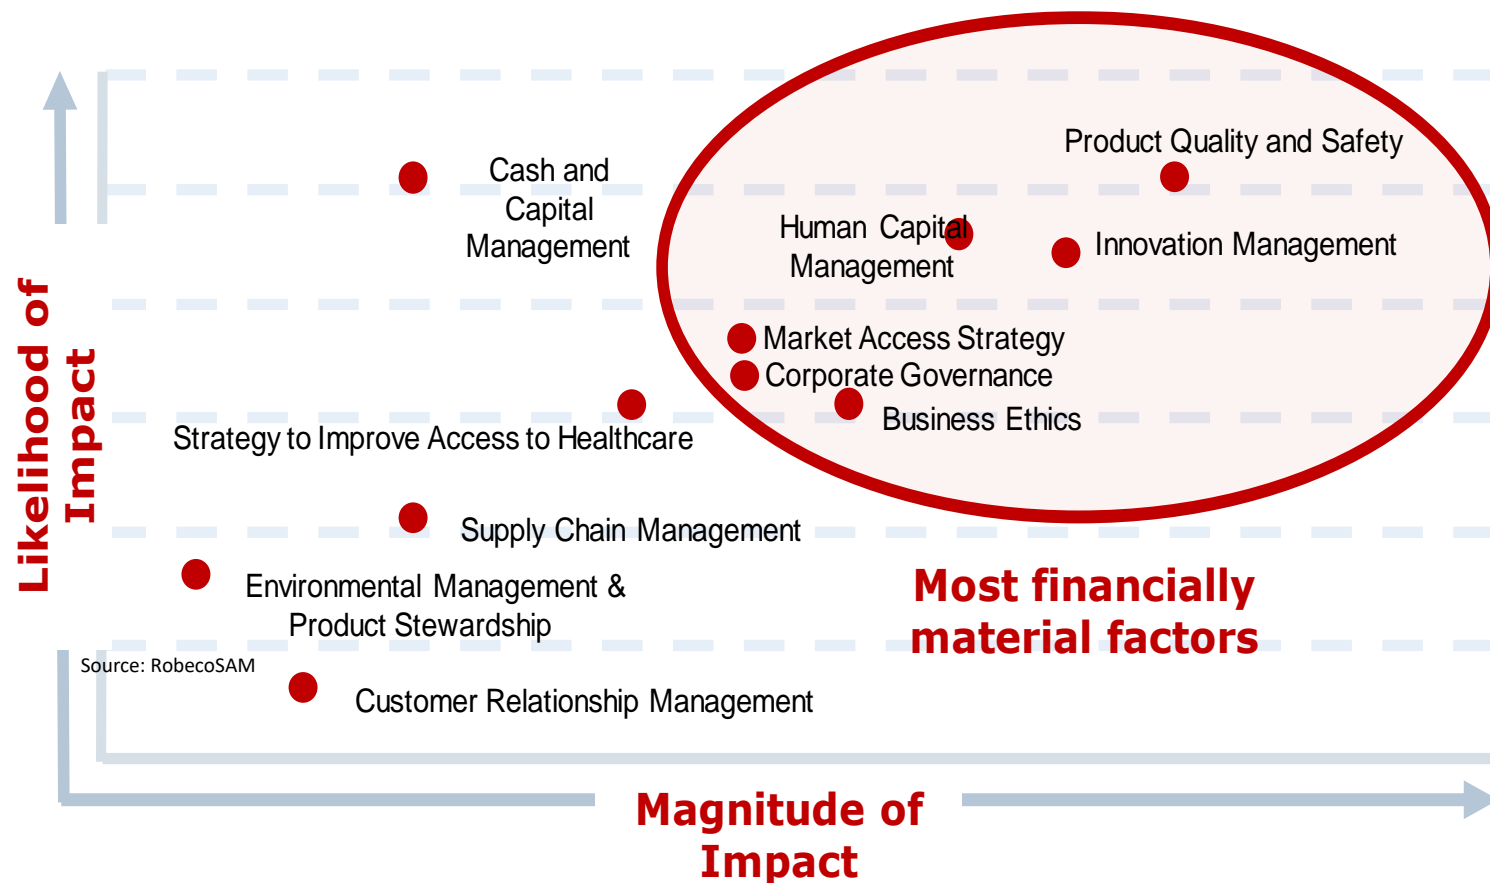 Product Quality and Safety
Cash and
Capital
Management
Human Capital
Management
Innovation Management
Market Access Strategy
Corporate Governance
Business Ethics
Strategy to Improve Access to Healthcare
Supply Chain Management
Environmental Management &
Product Stewardship
Most financially
material factors
Source: RobecoSAM
Customer Relationship Management
Likelihood of
Impact
Magnitude of
Impact